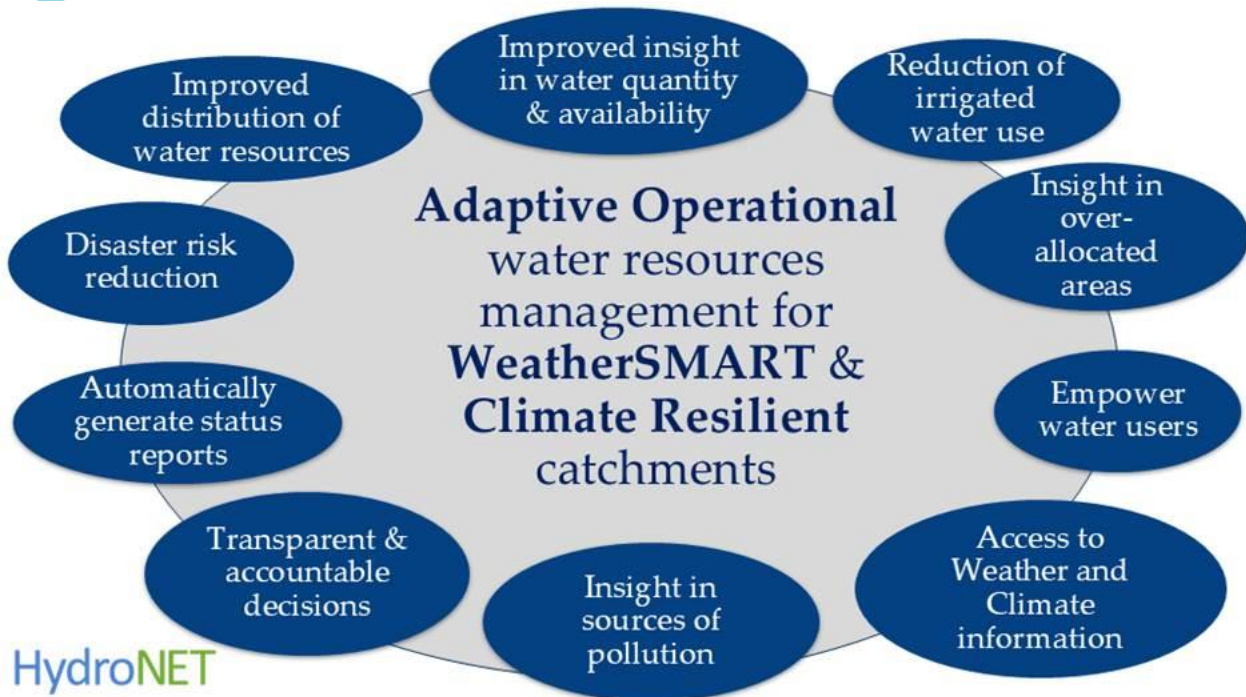 Improved insight
in water quantity
& availability
Reduction of
irrigated
water use
Insight in
over-
allocated
areas
Empower
water users
Access to
Weather and
Climate
information
Insight in
sources of
pollution
Transparent &
accountable
decisions
Automatically
generate status
reports
Disaster risk
reduction
Improved
distribution of
water resources
Adaptive Operational
water resources
management for
WeatherSMART &
Climate Resilient
catchments
HydroNET